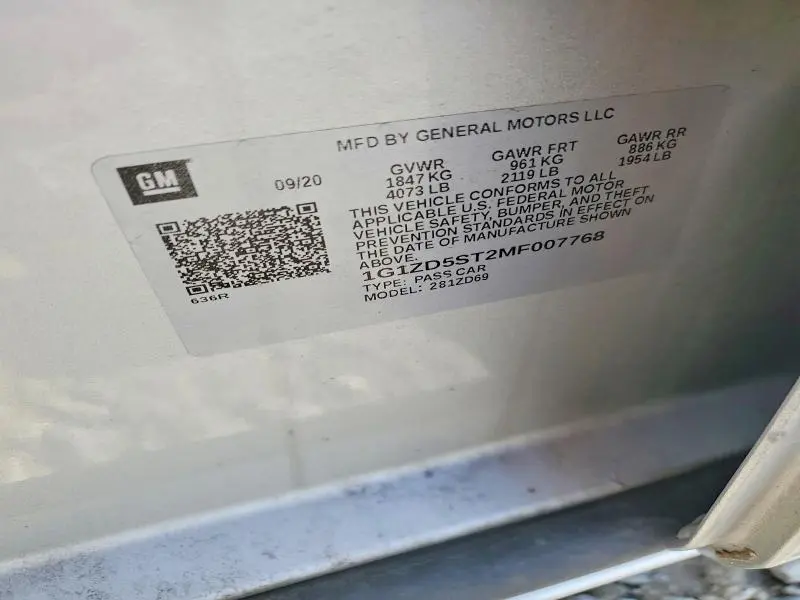 MFD BY GENERAL MOTORS LLC
GM
09/20
GVWR GAWR FRT GAWR RR
1847 KG 961 KG 886 KG
4073 LB 2119 LB 1954 LB
THIS VEHICLE CONFORMS TO ALL
APPLICABLE U.S. FEDERAL MOTOR
VEHICLE SAFETY, BUMPER, AND THEFT
PREVENTION STANDARDS IN EFFECT ON
THE DATE OF MANUFACTURE SHOWN
ABOVE.
1G1ZD5ST2MF007768
TYPE: PASS CAR
MODEL: 281ZD69
636R